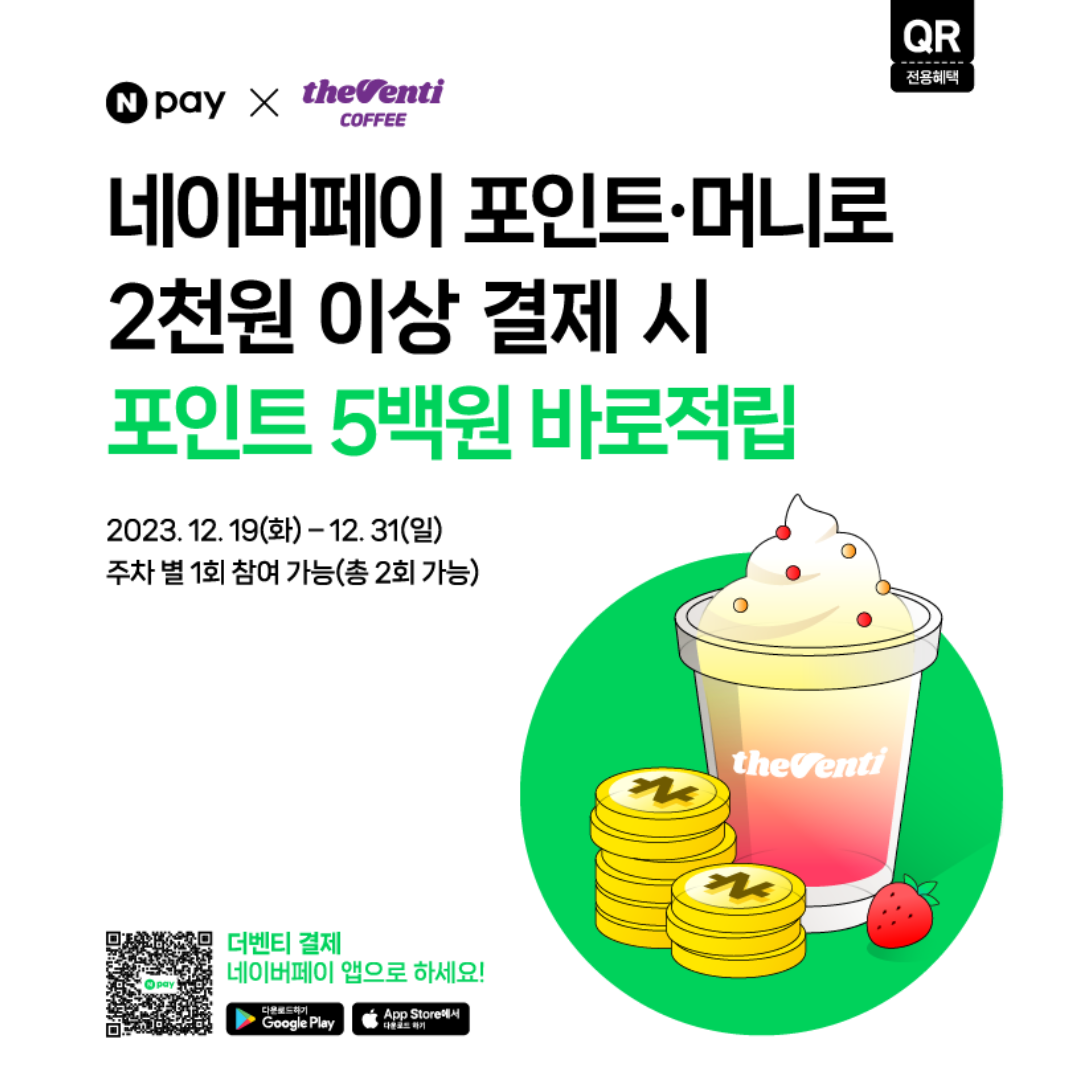 QR
전용혜택
N pay × theVenti
COFFEE
네이버페이 포인트·머니로
2천원 이상 결제 시
포인트 5백원 바로적립
2023. 12. 19(화) – 12. 31(일)
주차 별 1회 참여 가능(총 2회 가능)
theVenti
N
N
N pay
더벤티 결제
네이버페이 앱으로 하세요!
다운로드하기
Google Play
App Store에서
다운로드 하기